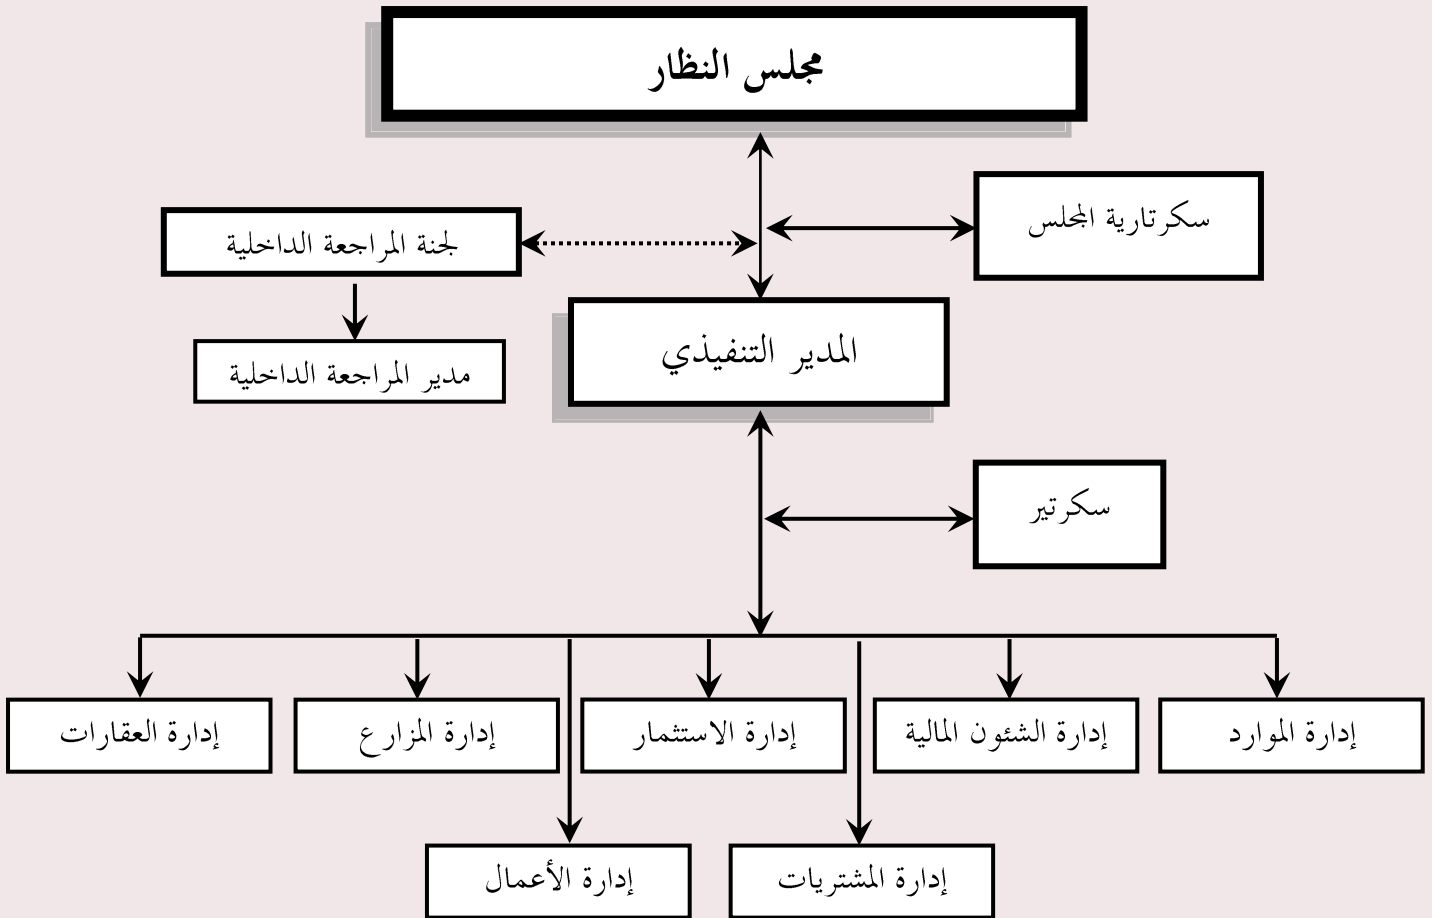 مجلس النظار
سكرتارية المجلس
لجنة المراجعة الداخلية
المدير التنفيذي
مدير المراجعة الداخلية
سكرتير
إدارة الموارد
إدارة الشئون المالية
إدارة الاستثمار
إدارة المزارع
إدارة العقارات
إدارة المشتريات
إدارة الأعمال